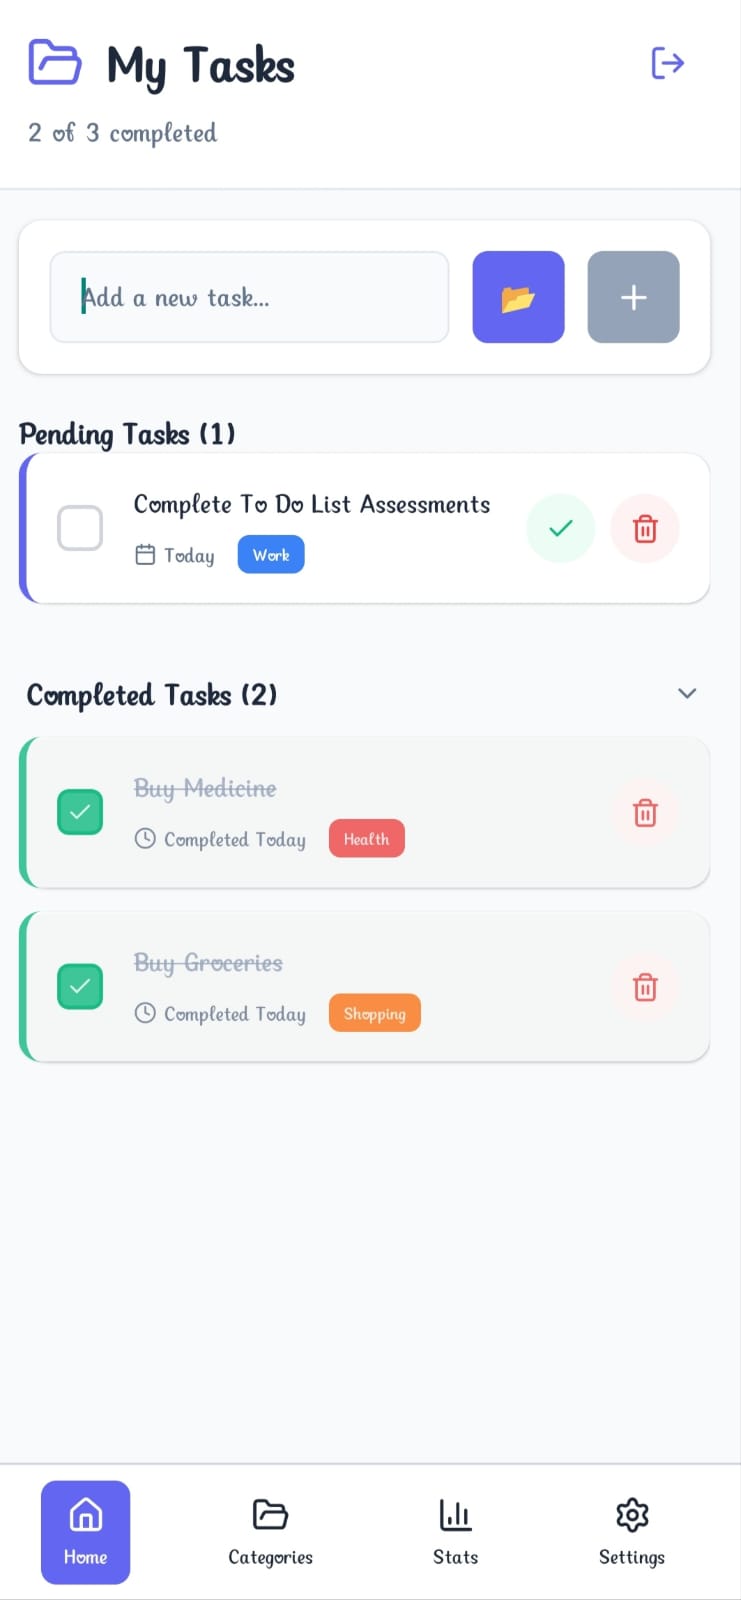 My Tasks
2 of 3 completed
Add a new task...
Pending Tasks (1)
Complete To Do List Assessments
Today
Work
Completed Tasks (2)
Buy Medicine
Completed Today
Health
Buy Groceries
Completed Today
Shopping
Home
Categories
Stats
Settings